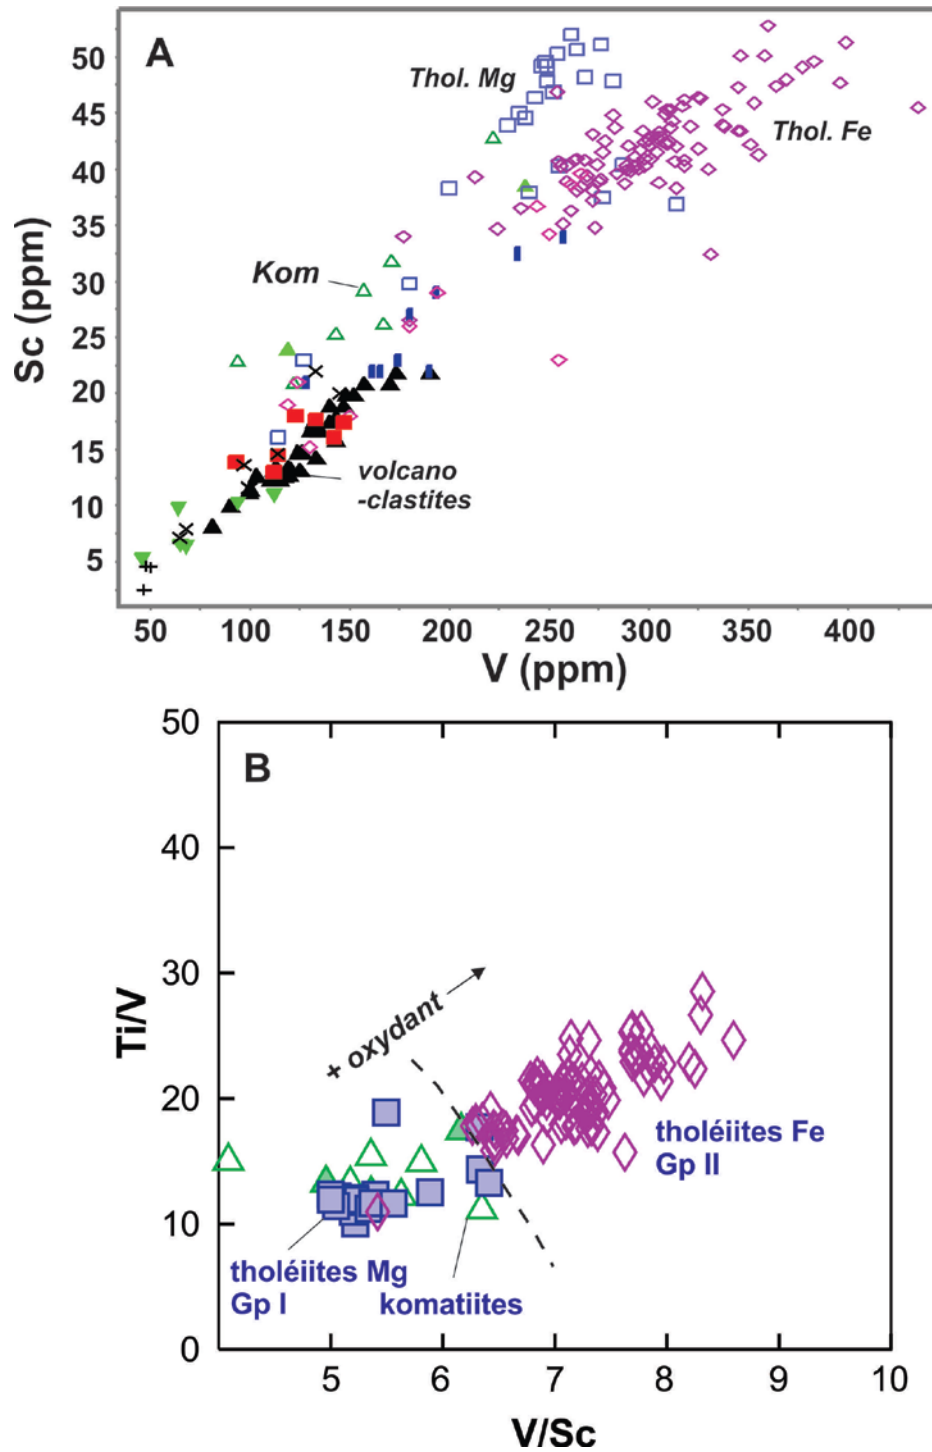 A
50
45
40
35
30
25
20
15
10
5
Sc (ppm)
Thol. Mg
Thol. Fe
Kom
volcano
-clastites
50
100
150
200
250
300
350
400
V (ppm)
B
50
40
30
20
10
0
Ti/V
+ oxydant
tholéiites Fe
Gp II
tholéiites Mg
Gp I
komatiites
5
6
7
8
9
10
V/Sc